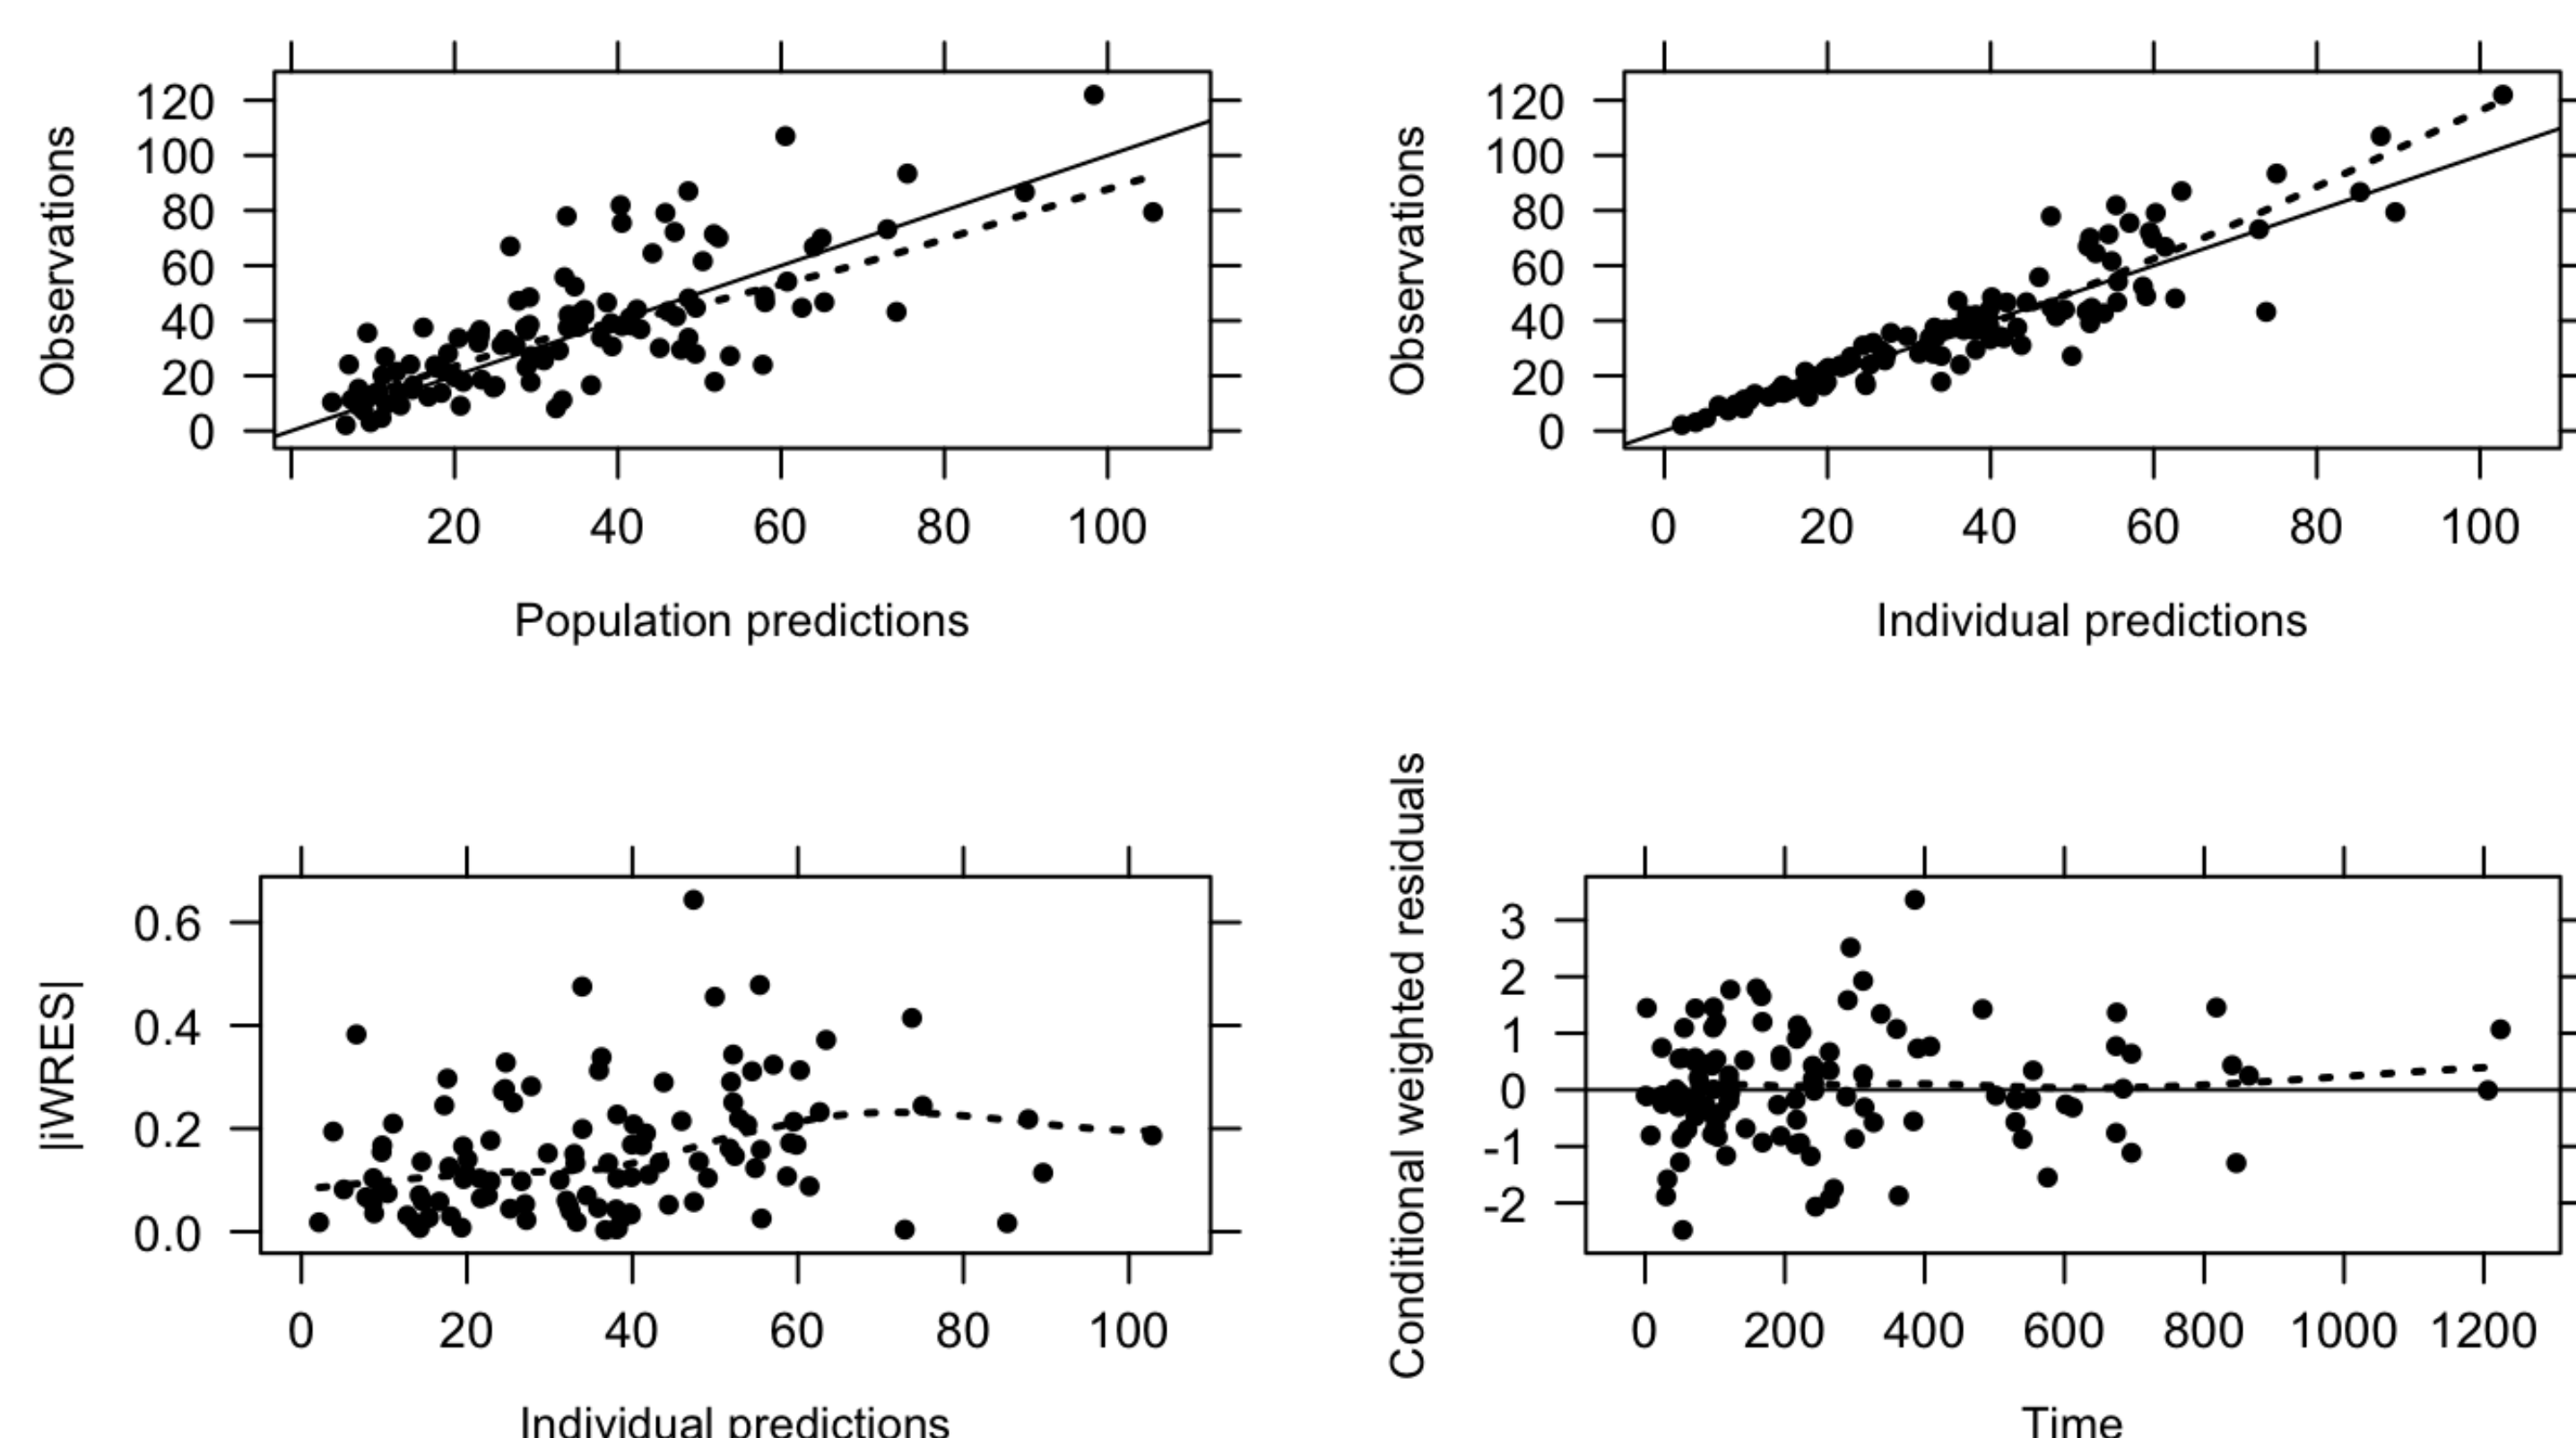 Observations
120
100
80
60
40
20
0
20 40 60 80 100
Population predictions
Observations
120
100
80
60
40
20
0
0 20 40 60 80 100
Individual predictions
|iWRES|
0.6
0.4
0.2
0.0
0 20 40 60 80 100
Individual predictions
Conditional weighted residuals
3
2
1
0
-1
-2
0 200 400 600 800 1000 1200
Time